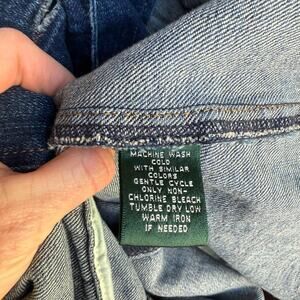 MACHINE WASH
COLD
WITH SIMILAR
COLORS
GENTLE CYCLE
ONLY NON-
CHLORINE BLEACH
TUMBLE DRY LOW
WARM IRON
IF NEEDED